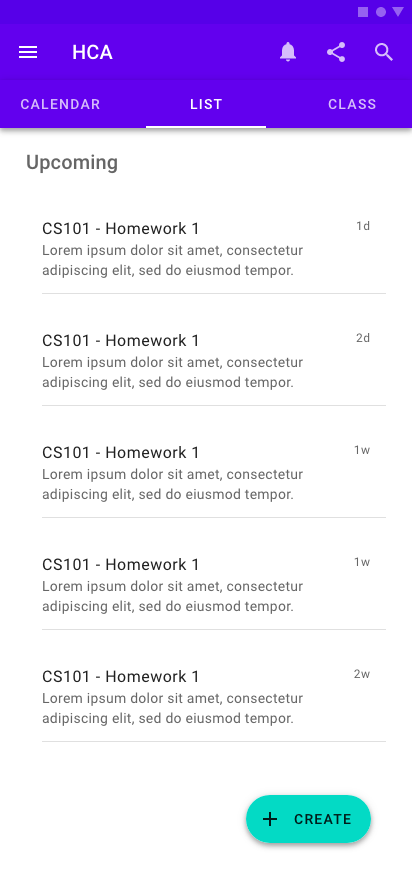 HCA
CALENDAR LIST CLASS
Upcoming
CS101 - Homework 1 1d
Lorem ipsum dolor sit amet, consectetur
adipiscing elit, sed do eiusmod tempor.
CS101 - Homework 1 2d
Lorem ipsum dolor sit amet, consectetur
adipiscing elit, sed do eiusmod tempor.
CS101 - Homework 1 1w
Lorem ipsum dolor sit amet, consectetur
adipiscing elit, sed do eiusmod tempor.
CS101 - Homework 1 1w
Lorem ipsum dolor sit amet, consectetur
adipiscing elit, sed do eiusmod tempor.
CS101 - Homework 1 2w
Lorem ipsum dolor sit amet, consectetur
adipiscing elit, sed do eiusmod tempor.
CREATE